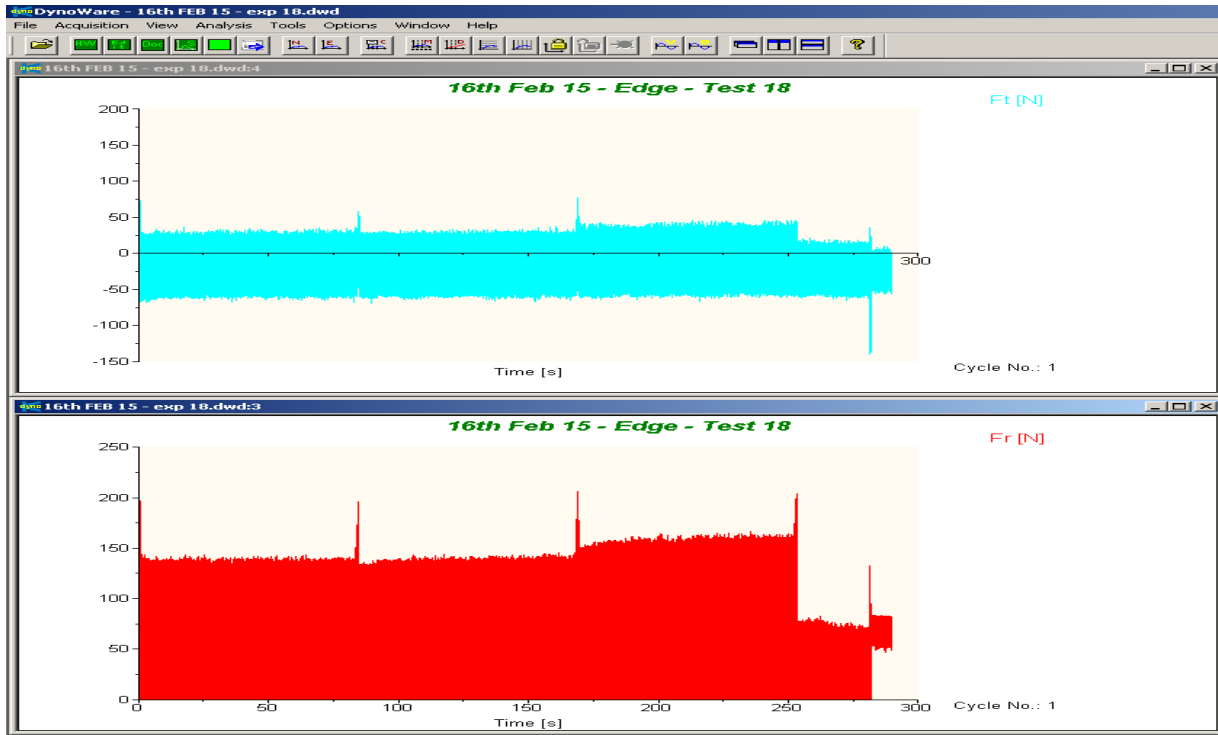 DynoWare - 16th FEB 15 - exp 18.dwd
File Acquisition View Analysis Tools Options Window Help
HW Doc
16th FEB 15 - exp 18.dwd:4
16th Feb 15 - Edge - Test 18
Ft [N]
200
150
100
50
0
300
-50
-100
-150
Time [s]
Cycle No.: 1
16th FEB 15 - exp 18.dwd:3
16th Feb 15 - Edge - Test 18
Fr [N]
250
200
150
100
50
0
0 50 100 150 200 250 300
Time [s]
Cycle No.: 1